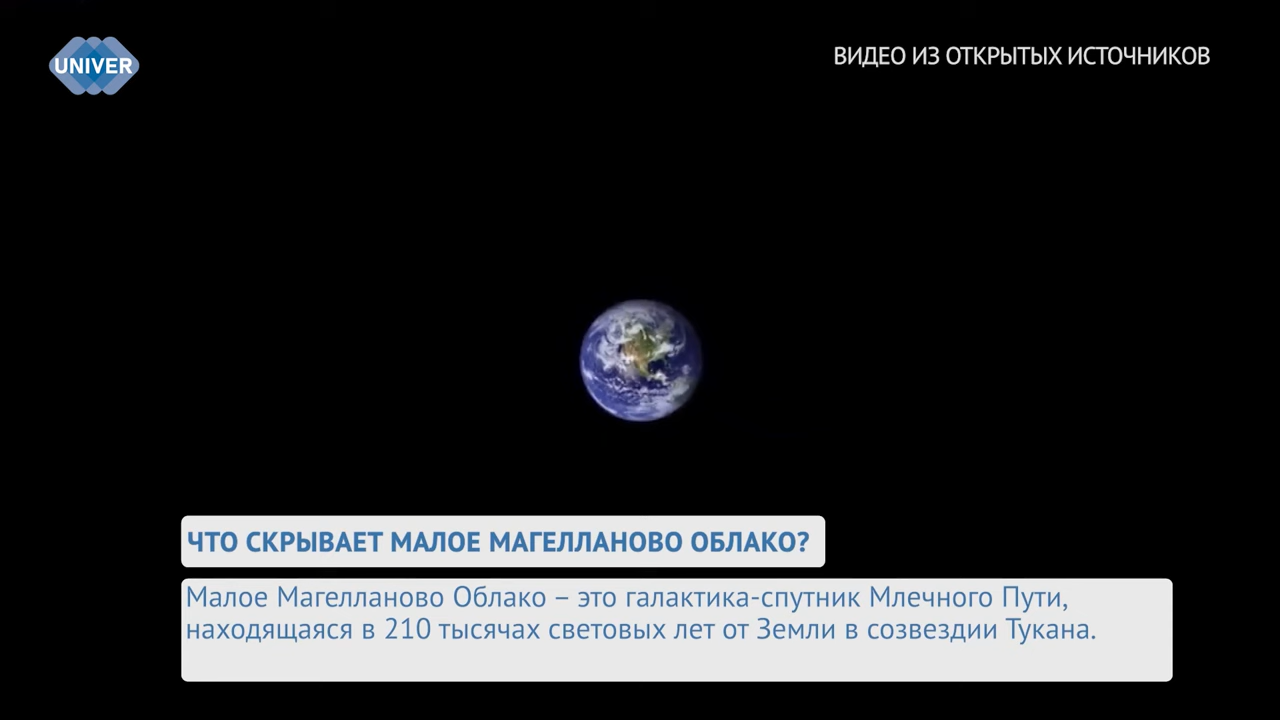 UNIVER
ВИДЕО ИЗ ОТКРЫТЫХ ИСТОЧНИКОВ
ЧТО СКРЫВАЕТ МАЛОЕ МАГЕЛЛАНОВО ОБЛАКО?
Малое Магелланово Облако – это галактика-спутник Млечного Пути,
находящаяся в 210 тысячах световых лет от Земли в созвездии Тукана.